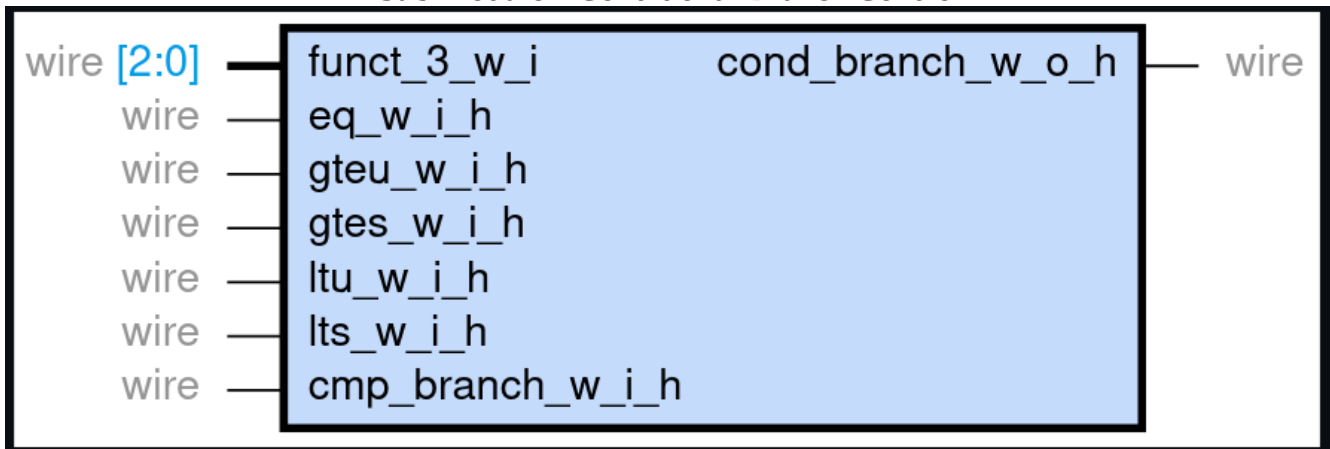 wire [2:0] funct_3_w_i cond_branch_w_o_h wire
wire eq_w_i_h
wire gteu_w_i_h
wire gtes_w_i_h
wire ltu_w_i_h
wire lts_w_i_h
wire cmp_branch_w_i_h